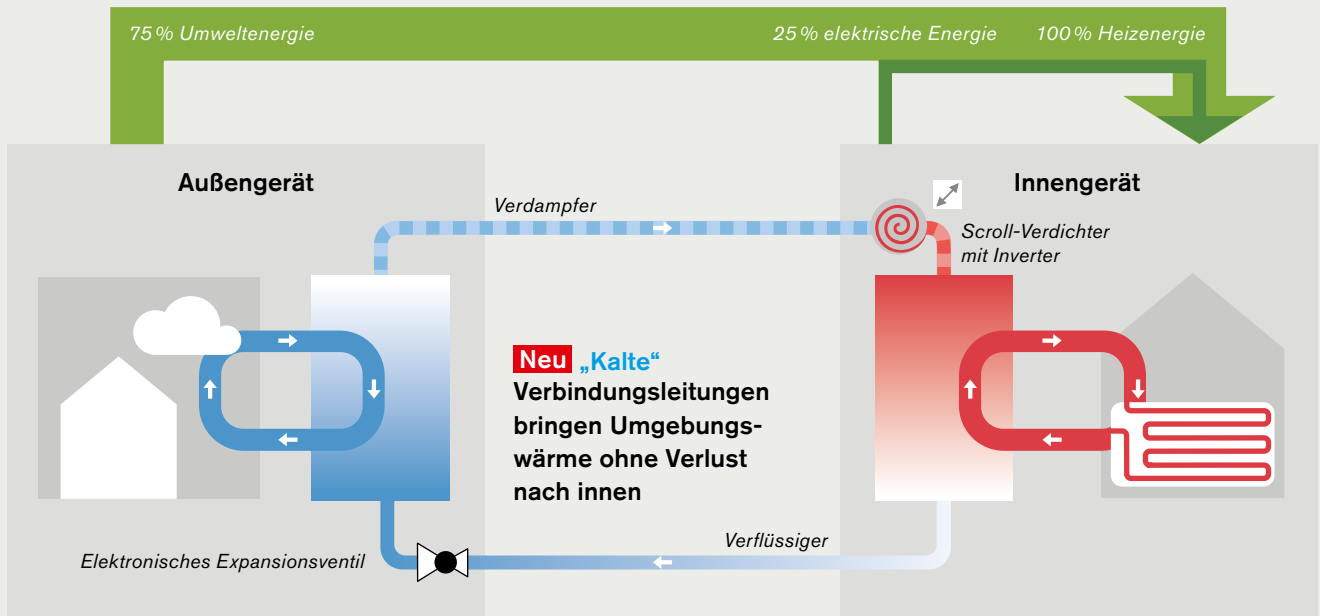 75 % Umweltenergie
25 % elektrische Energie
100 % Heizenergie
Außengerät
Innengerät
Verdampfer
Scroll-Verdichter
mit Inverter
Neu „Kalte“
Verbindungsleitungen
bringen Umgebungs-
wärme ohne Verlust
nach innen
Verflüssiger
Elektronisches Expansionsventil